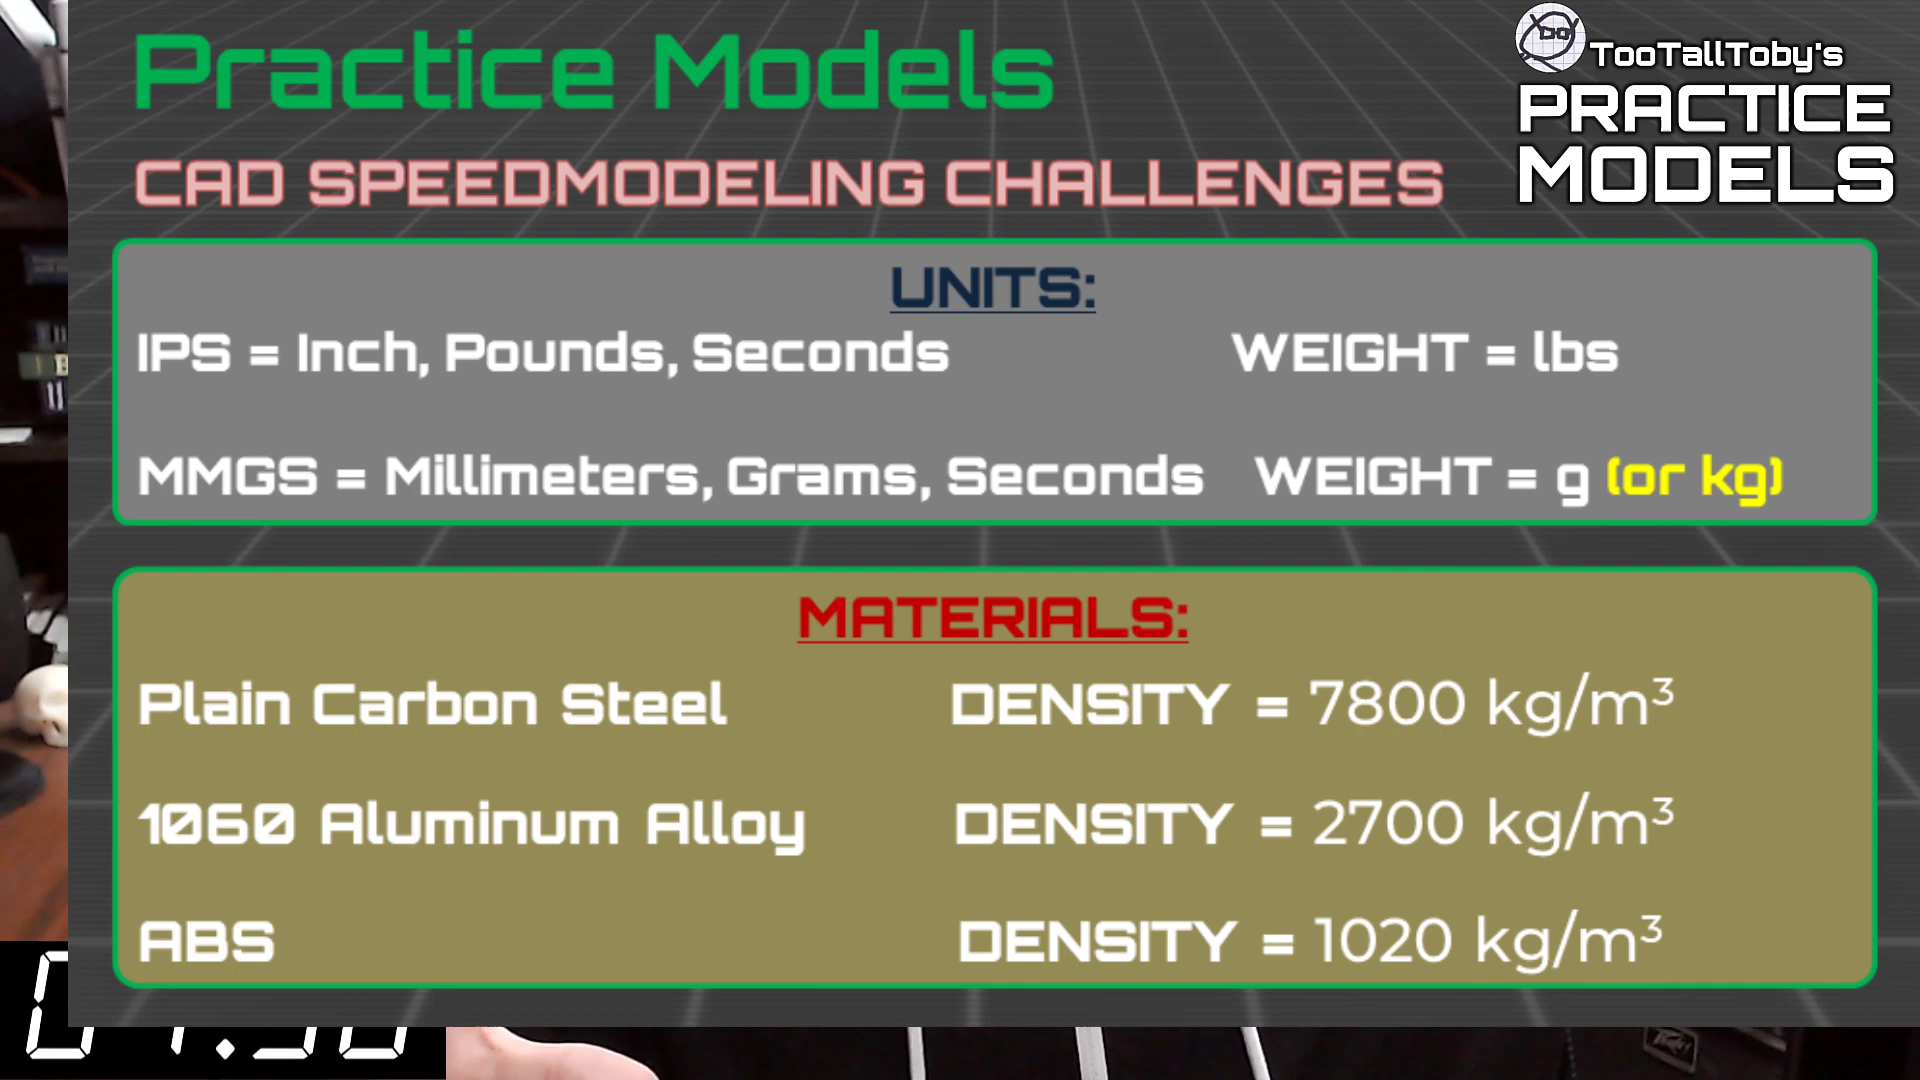 Practice Models
TooTallToby's
PRACTICE
MODELS
CAD SPEEDMODELING CHALLENGES
UNITS:
IPS = Inch, Pounds, Seconds WEIGHT = lbs
MMGS = Millimeters, Grams, Seconds WEIGHT = g (or kg)
MATERIALS:
Plain Carbon Steel DENSITY = 7800 kg/m³
1060 Aluminum Alloy DENSITY = 2700 kg/m³
ABS DENSITY = 1020 kg/m³